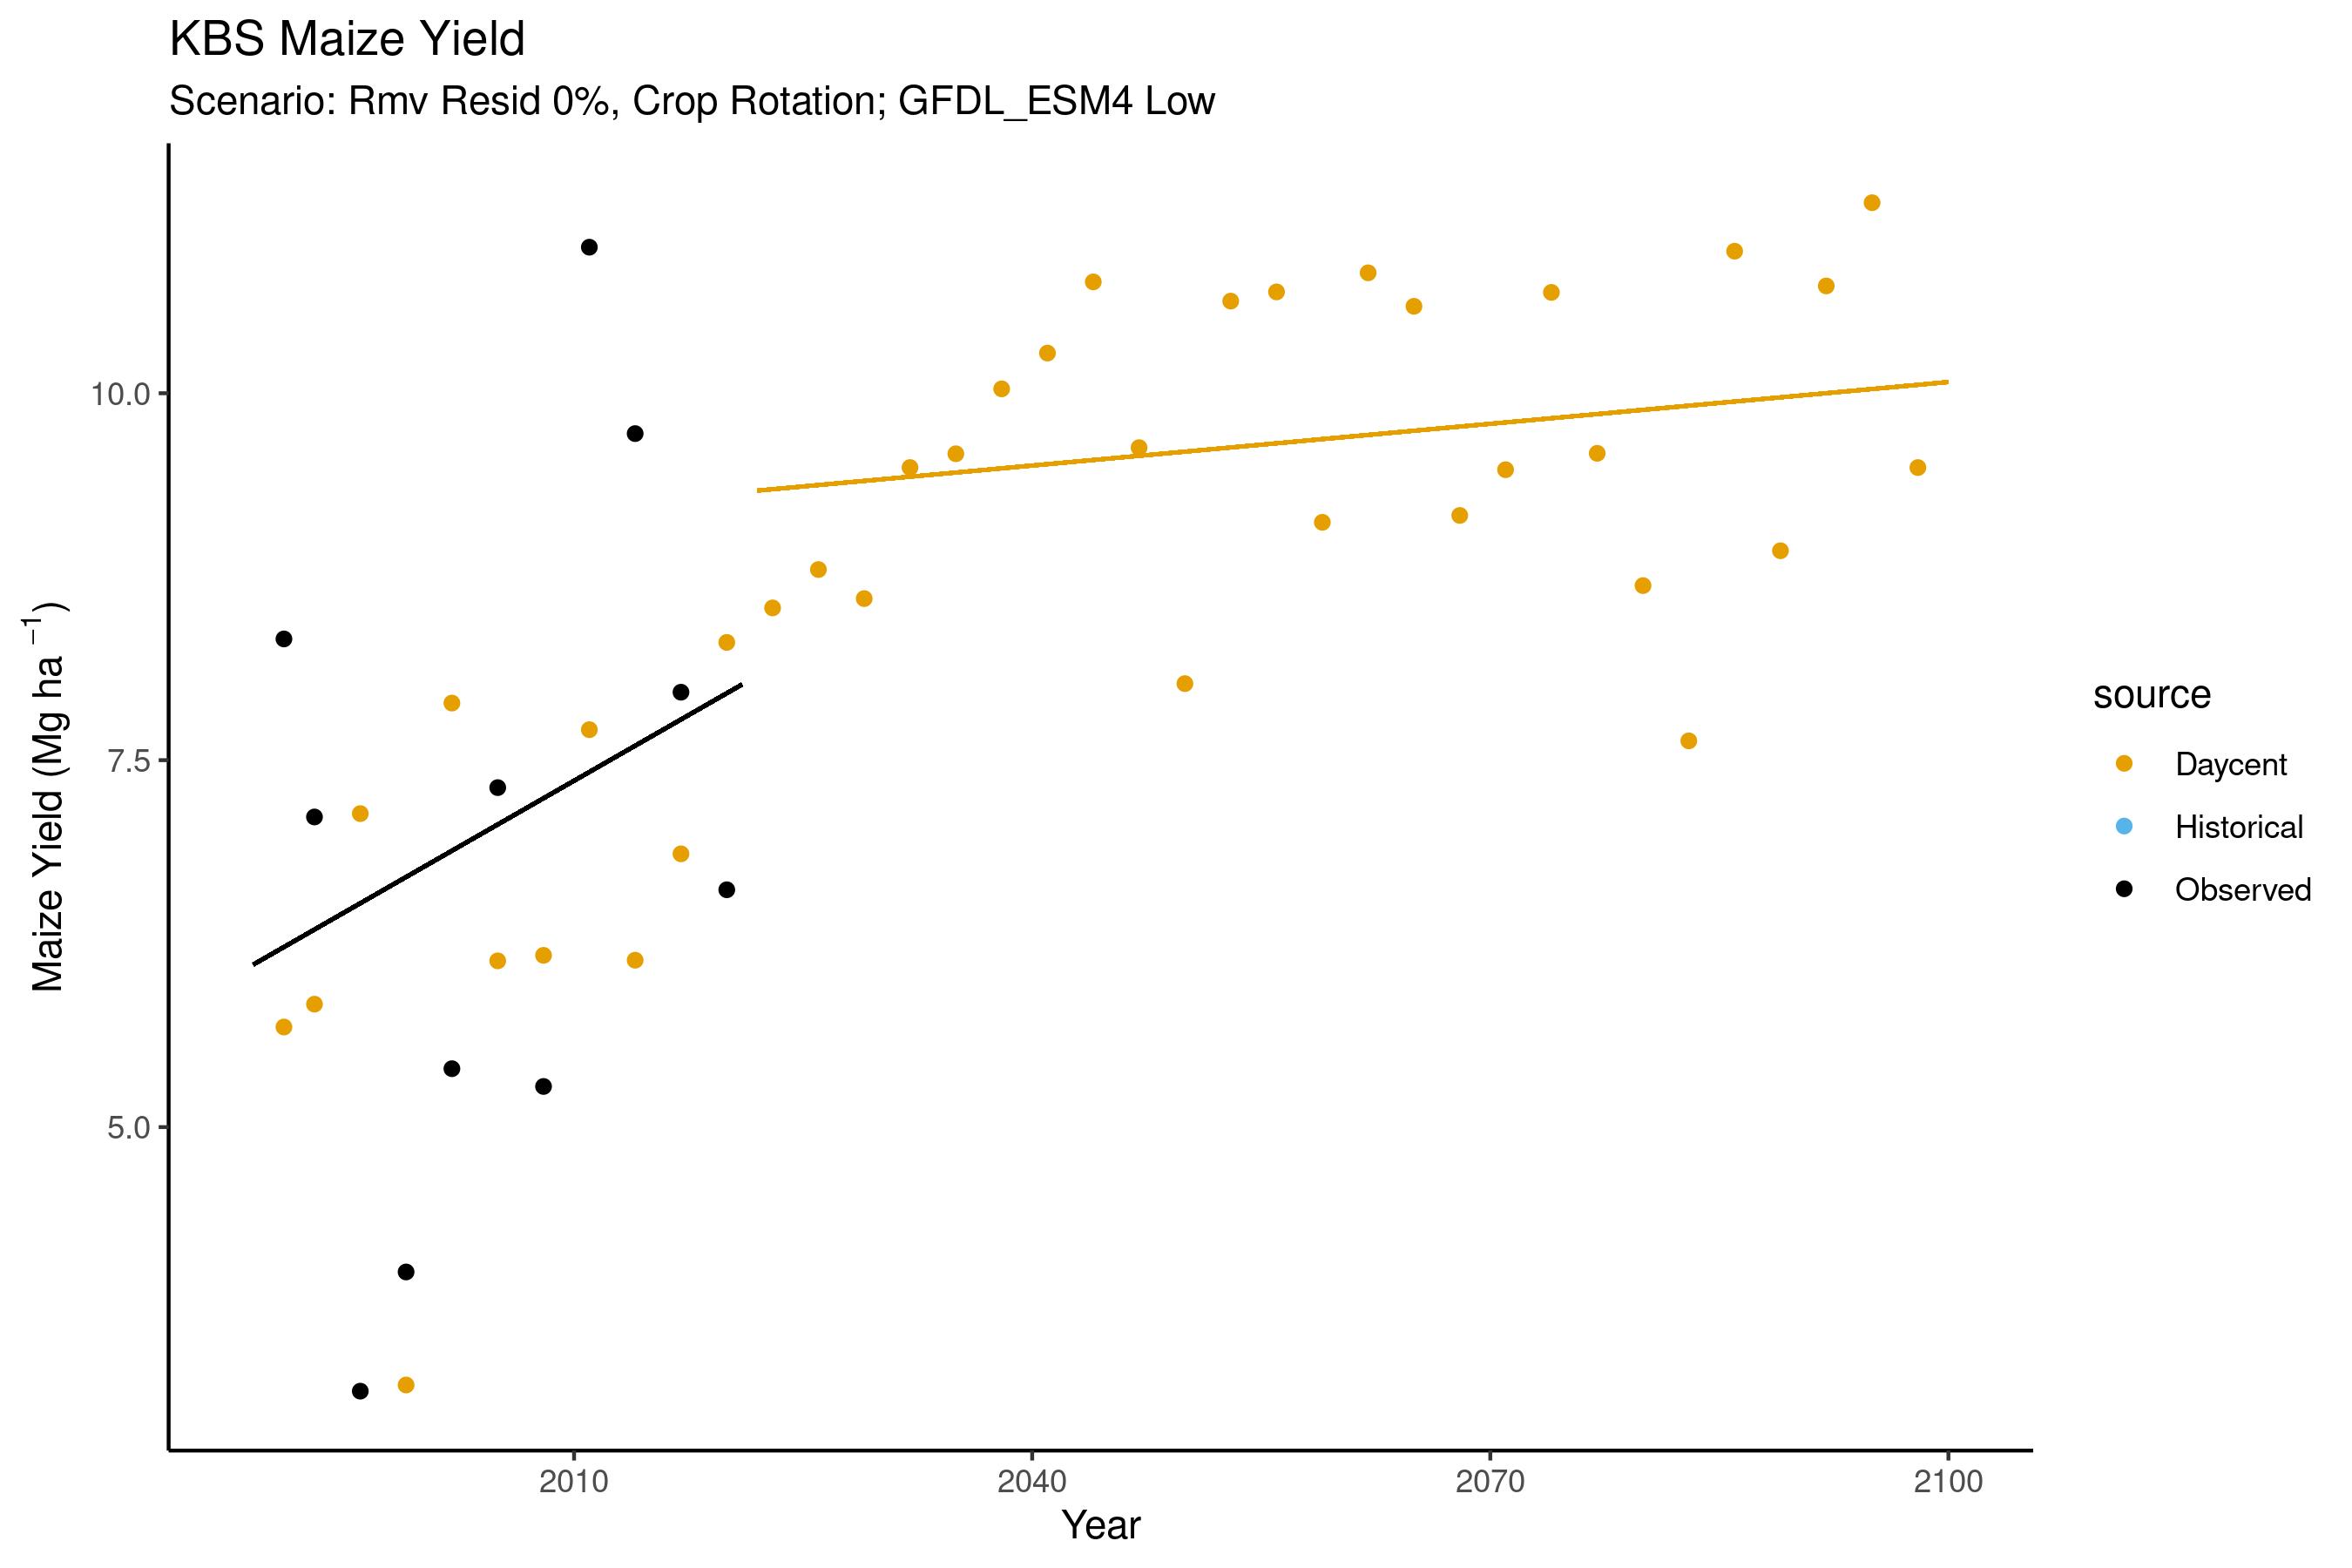 KBS Maize Yield
Scenario: Rmv Resid 0%, Crop Rotation; GFDL_ESM4 Low
Maize Yield (Mg ha −1)
10.0
7.5
5.0
2010
2040
2070
2100
Year
source
Daycent
Historical
Observed